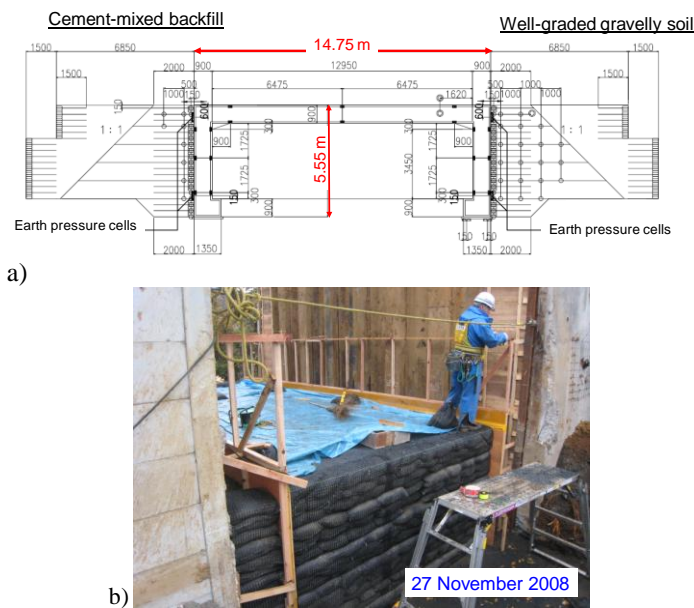 Cement-mixed backfill
Well-graded gravelly soil
14.75 m
1500 6850 900 12950 900 6850 1500
1500 2000 6475 6475 2000 1500
500 1000 150 1620 500 1000 150 1000
150 600 900 600
1 : 1 300 300 1 : 1
900 900
1725 1725 5.55 m 3450 1725 1725
150 300 300 150
900 900
Earth pressure cells
Earth pressure cells
150 150
2000 1350 1350 2000
a)
27 November 2008
b)